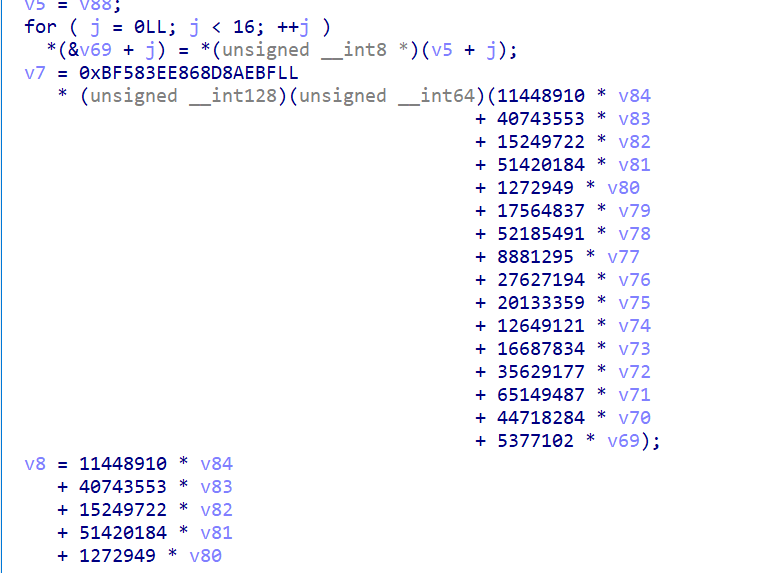 v5 = v88;
for ( j = 0LL; j < 16; ++j )
*(&v69 + j) = *(unsigned __int8 *)(v5 + j);
v7 = 0xBF583EE868D8AEBFLL
* (unsigned __int128)(unsigned __int64)(11448910 * v84
+ 40743553 * v83
+ 15249722 * v82
+ 51420184 * v81
+ 1272949 * v80
+ 17564837 * v79
+ 52185491 * v78
+ 8881295 * v77
+ 27627194 * v76
+ 20133359 * v75
+ 12649121 * v74
+ 16687834 * v73
+ 35629177 * v72
+ 65149487 * v71
+ 44718284 * v70
+ 5377102 * v69);
v8 = 11448910 * v84
+ 40743553 * v83
+ 15249722 * v82
+ 51420184 * v81
+ 1272949 * v80